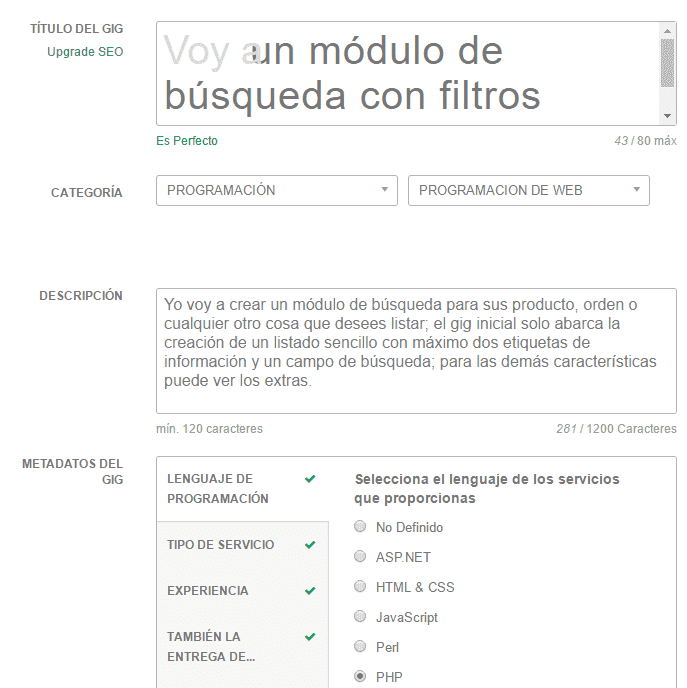 TÍTULO DEL GIG
Upgrade SEO
Voy a un módulo de
búsqueda con filtros
Es Perfecto
43 / 80 máx
CATEGORÍA
PROGRAMACIÓN
PROGRAMACION DE WEB
DESCRIPCIÓN
Yo voy a crear un módulo de búsqueda para sus producto, orden o
cualquier otro cosa que desees listar; el gig inicial solo abarca la
creación de un listado sencillo con máximo dos etiquetas de
información y un campo de búsqueda; para las demás características
puede ver los extras.
mín. 120 caracteres
281 / 1200 Caracteres
METADATOS DEL
GIG
LENGUAJE DE
PROGRAMACIÓN
TIPO DE SERVICIO
EXPERIENCIA
TAMBIÉN LA
ENTREGA DE...
Selecciona el lenguaje de los servicios
que proporcionas
No Definido
ASP.NET
HTML & CSS
JavaScript
Perl
PHP